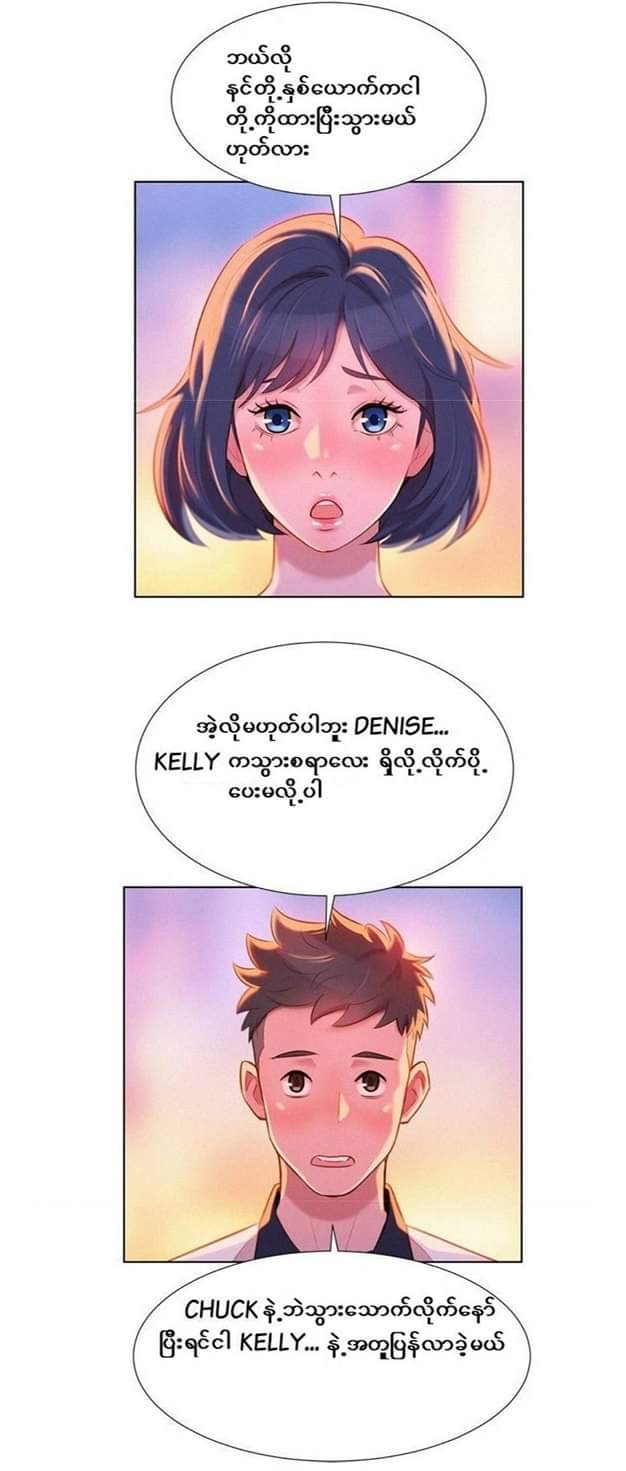 ဘယ်လို
နင်တို့နှစ်ယောက်ကငါ
တို့ကိုထားပြီးသွားမယ်
ဟုတ်လား
အဲ့လိုမဟုတ်ပါဘူး DENISE...
KELLY ကသွားစရာလေး ရှိလို့လိုက်ပို့
ပေးမလို့ပါ
CHUCK နဲ့ဘဲသွားသောက်လိုက်နော်
ပြီးရင်ငါ KELLY... နဲ့အတူပြန်လာခဲ့မယ်